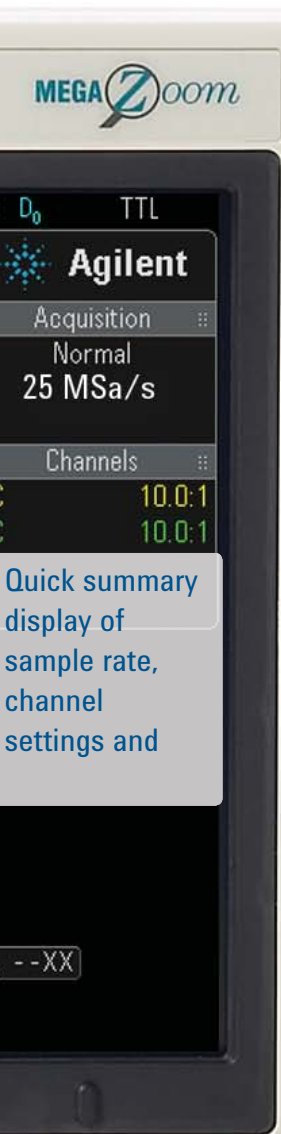 MEGA Zoom
D0 TTL
Agilent
Acquisition
Normal
25 MSa/s
Channels
C 10.0:1
C 10.0:1
Quick summary
display of
sample rate,
channel
settings and
--XX